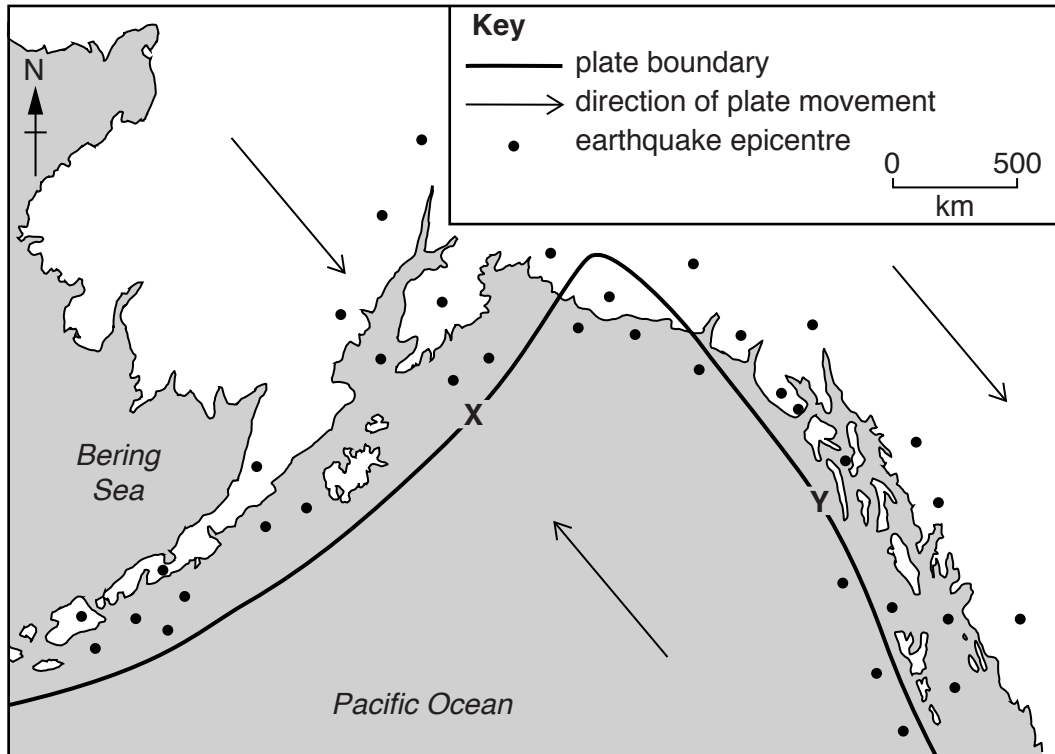 Key
plate boundary
direction of plate movement
earthquake epicentre
0 500
km
N
X
Bering
Sea
Y
Pacific Ocean